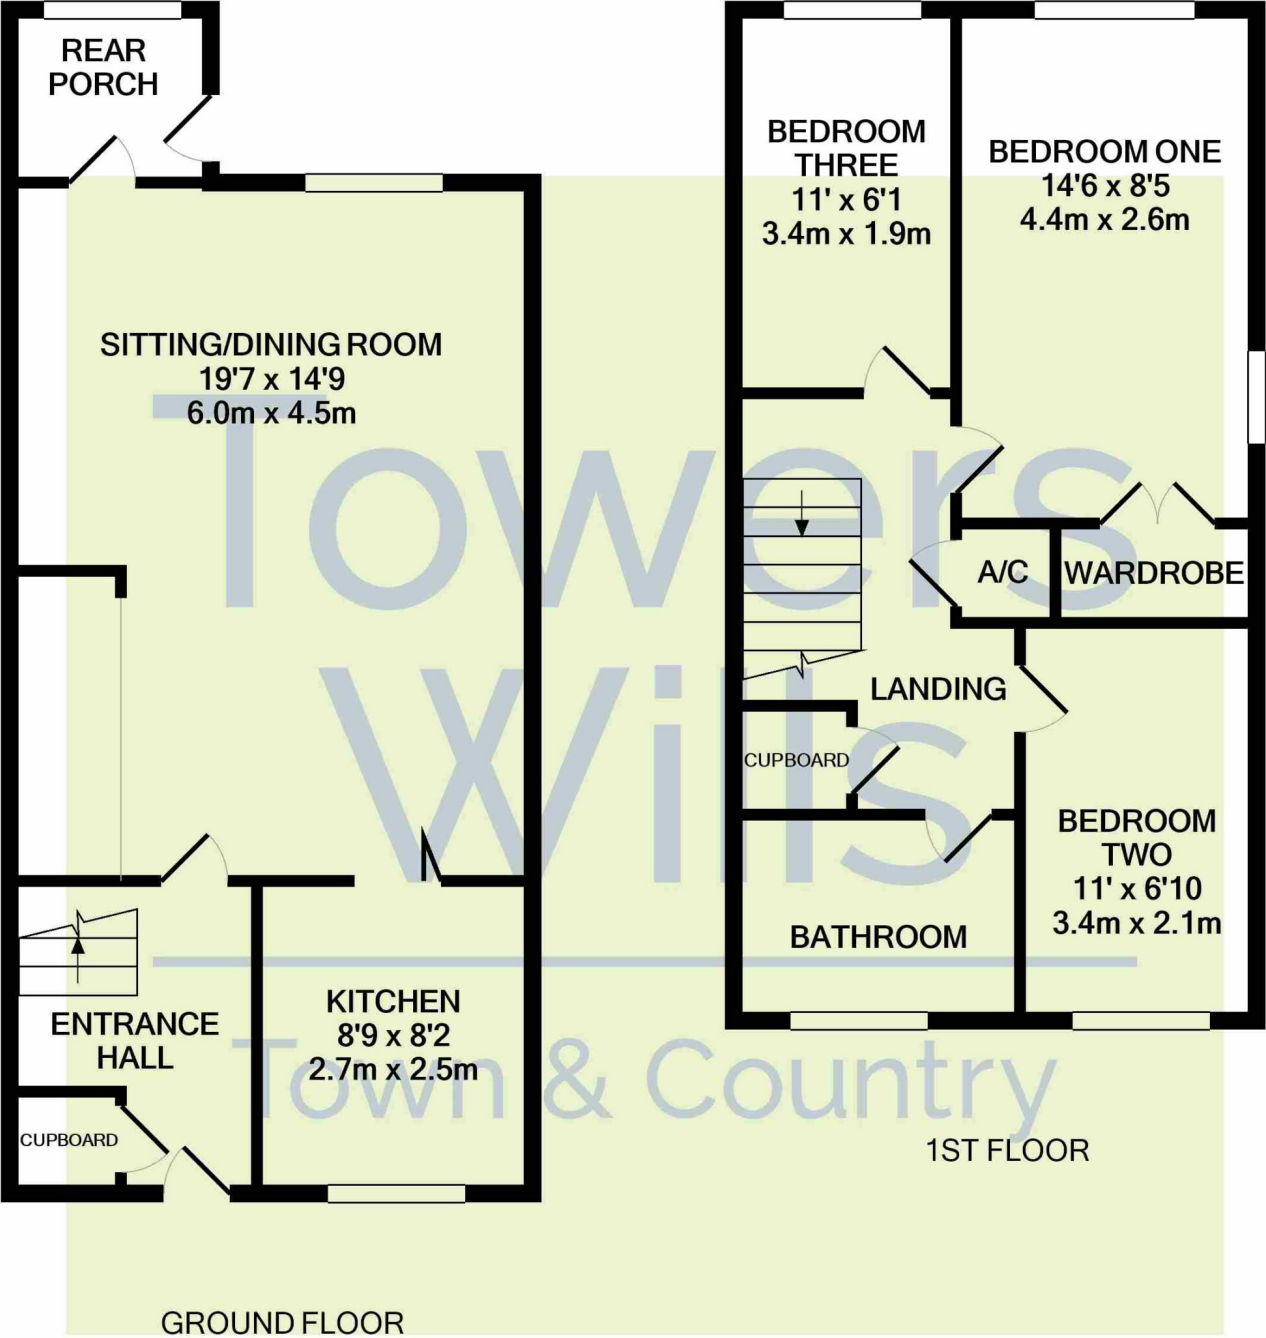 REAR
PORCH
SITTING/DINING ROOM
19'7 x 14'9
6.0m x 4.5m
ENTRANCE
HALL
CUPBOARD
KITCHEN
8'9 x 8'2
2.7m x 2.5m
GROUND FLOOR
BEDROOM
THREE
11' x 6'1
3.4m x 1.9m
BEDROOM ONE
14'6 x 8'5
4.4m x 2.6m
A/C
WARDROBE
LANDING
CUPBOARD
BEDROOM
TWO
11' x 6'10
3.4m x 2.1m
BATHROOM
1ST FLOOR
Towers
Wills
Town & Country